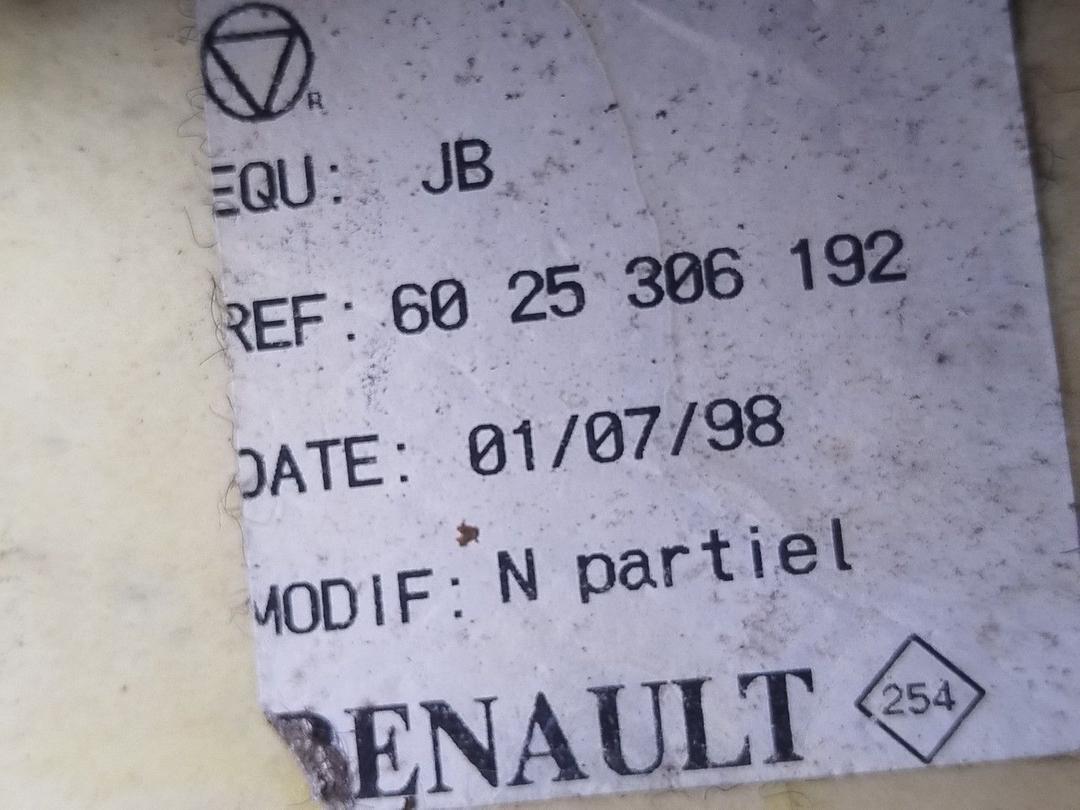 R
EQU: JB
REF: 60 25 306 192
DATE: 01/07/98
MODIF: N partiel
RENAULT 254